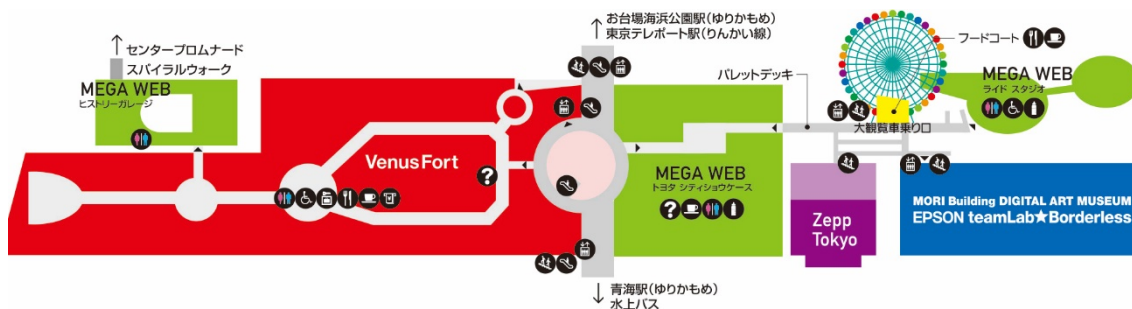 お台場海浜公園駅(ゆりかもめ)
東京テレポート駅(りんかい線)
センタープロムナード
スパイラルウォーク
MEGA WEB
ヒストリーガレージ
フードコート
パレットデッキ
MEGA WEB
ライド スタジオ
大観覧車乗り口
VenusFort
?
MEGA WEB
トヨタ シティショウケース
?
Zepp
Tokyo
MORI Building DIGITAL ART MUSEUM
EPSON teamLab★Borderless
青海駅(ゆりかもめ)
水上バス